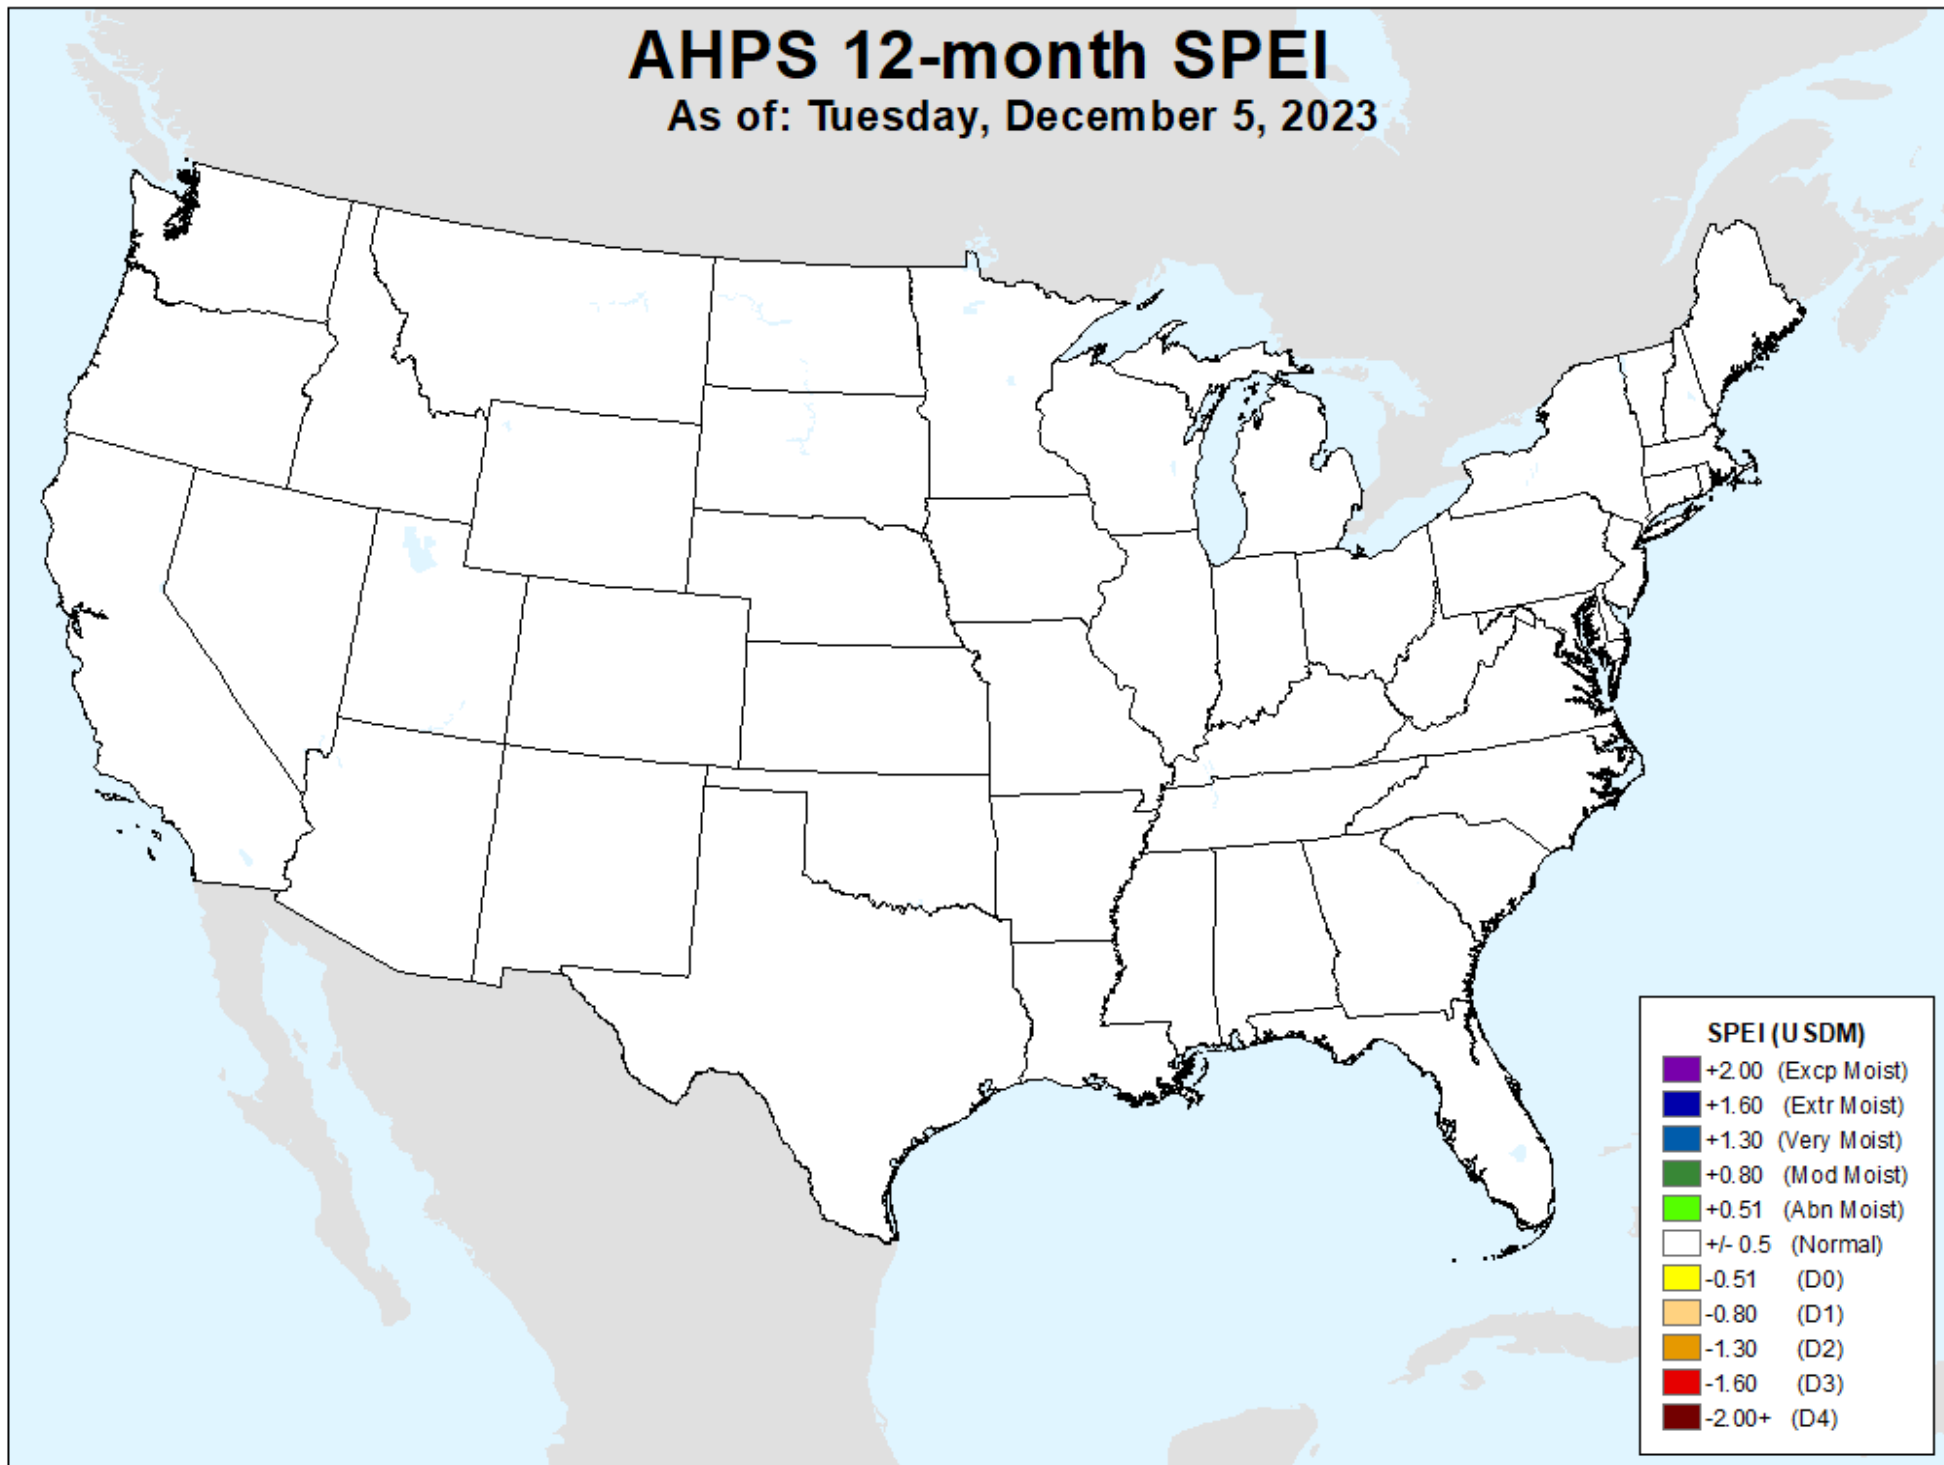 AHPS 12-month SPEI
As of: Tuesday, December 5, 2023
SPEI (USDM)
+2.00 (Excp Moist)
+1.60 (Extr Moist)
+1.30 (Very Moist)
+0.80 (Mod Moist)
+0.51 (Abn Moist)
+/- 0.5 (Normal)
-0.51 (D0)
-0.80 (D1)
-1.30 (D2)
-1.60 (D3)
-2.00+ (D4)